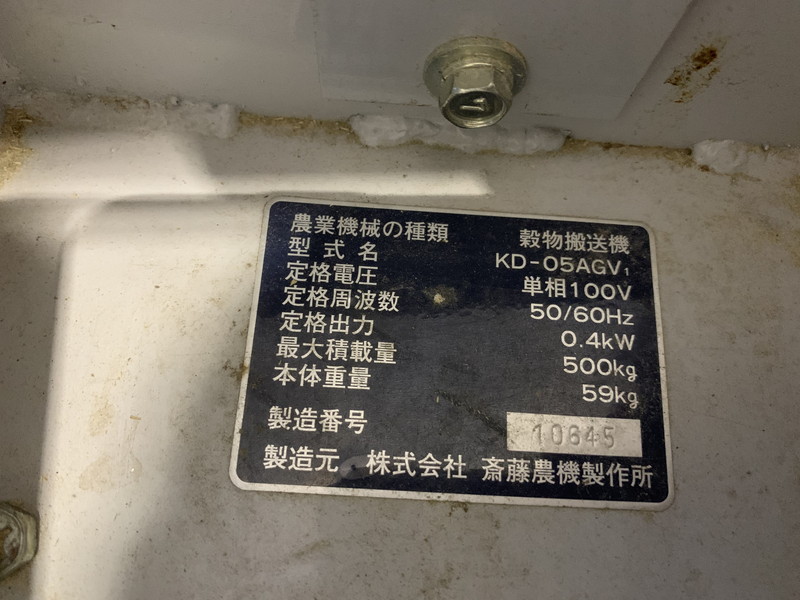 農業機械の種類 穀物搬送機
型式名 KD-05AGV₁
定格電圧 単相100V
定格周波数 50/60Hz
定格出力 0.4kW
最大積載量 500kg
本体重量 59kg
製造番号 10645
製造元 株式会社 斎藤農機製作所